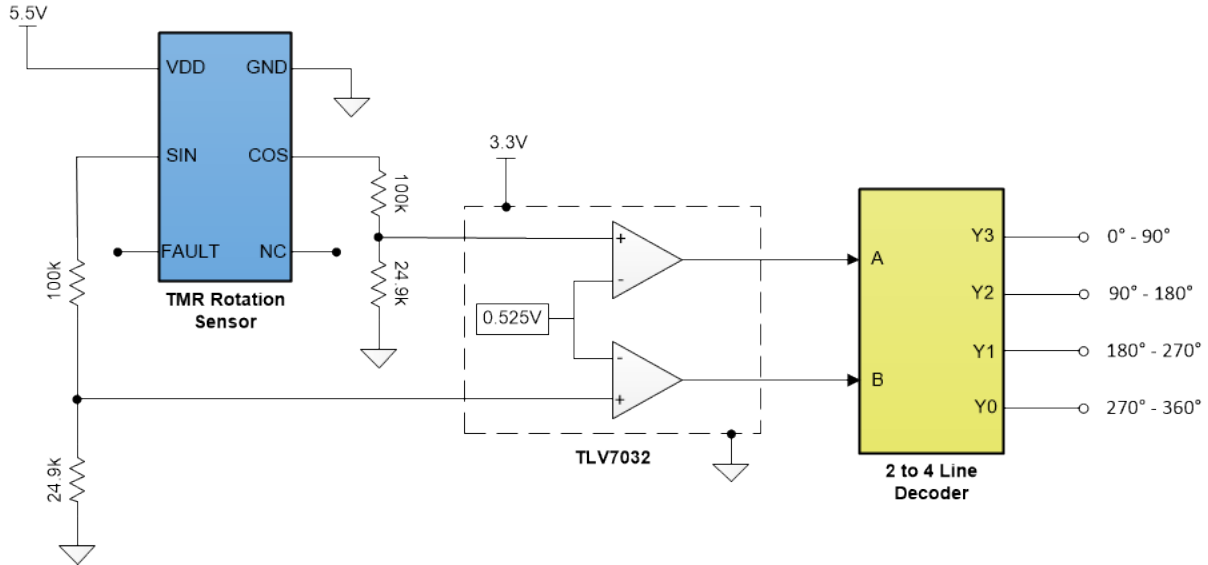 5.5V
VDD
GND
SIN
COS
FAULT
NC
TMR Rotation
Sensor
100k
24.9k
100k
24.9k
3.3V
+
-
0.525V
-
+
TLV7032
A
B
Y3
Y2
Y1
Y0
2 to 4 Line
Decoder
0° - 90°
90° - 180°
180° - 270°
270° - 360°